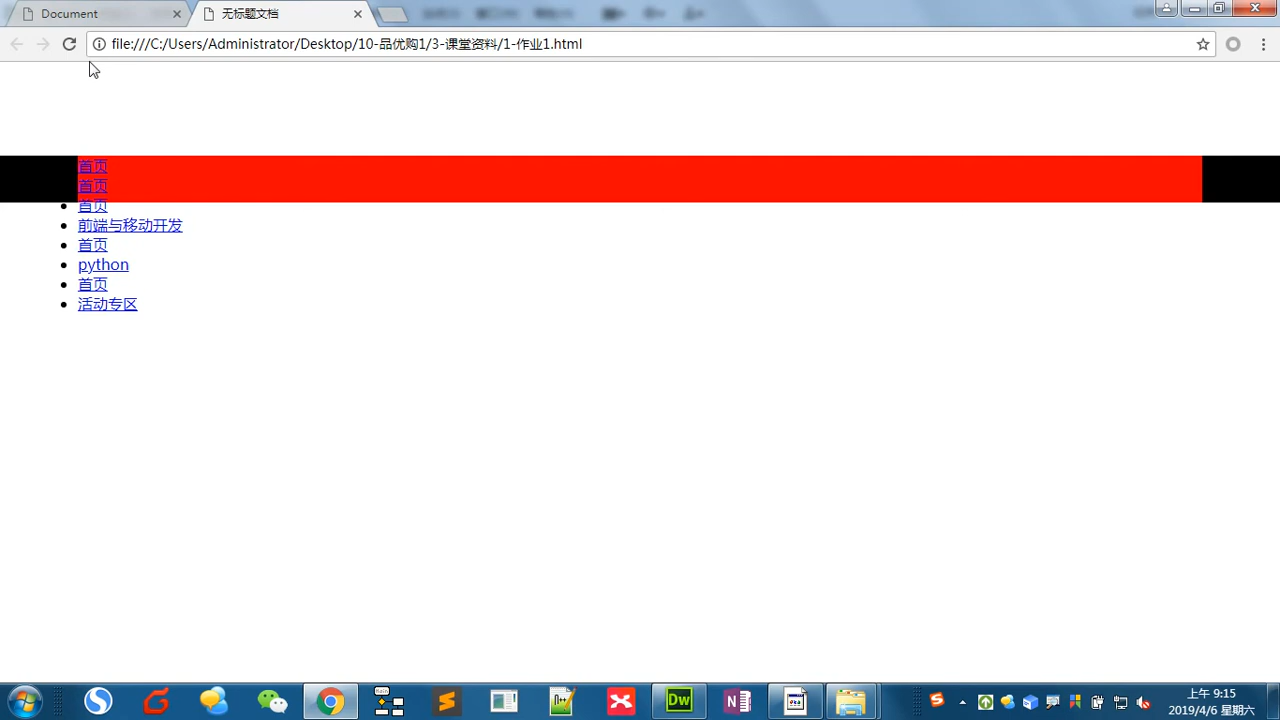 Document
无标题文档
file:///C:/Users/Administrator/Desktop/10-品优购1/3-课堂资料/1-作业1.html
首页
首页
首页
前端与移动开发
首页
python
首页
活动专区
Dw
上午 9:15
2019/4/6 星期六